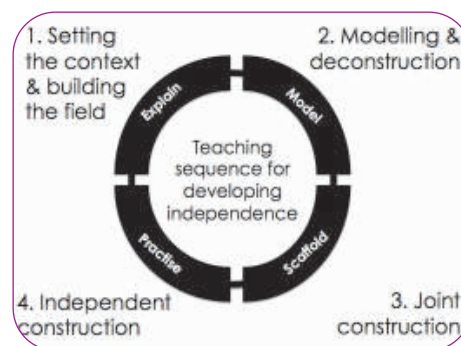 1. Setting
the context
& building
the field
2. Modelling &
deconstruction
Explain
Model
Teaching
sequence for
developing
independence
Practise
Scaffold
4. Independent
construction
3. Joint
construction